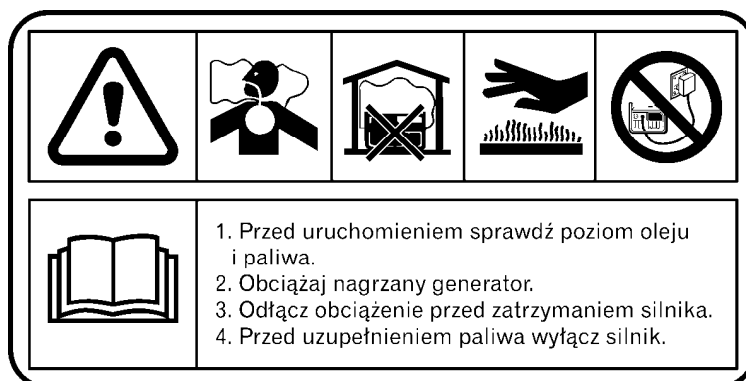 1. Przed uruchomieniem sprawdź poziom oleju
i paliwa.
2. Obciążaj nagrzany generator.
3. Odłącz obciążenie przed zatrzymaniem silnika.
4. Przed uzupełnieniem paliwa wyłącz silnik.